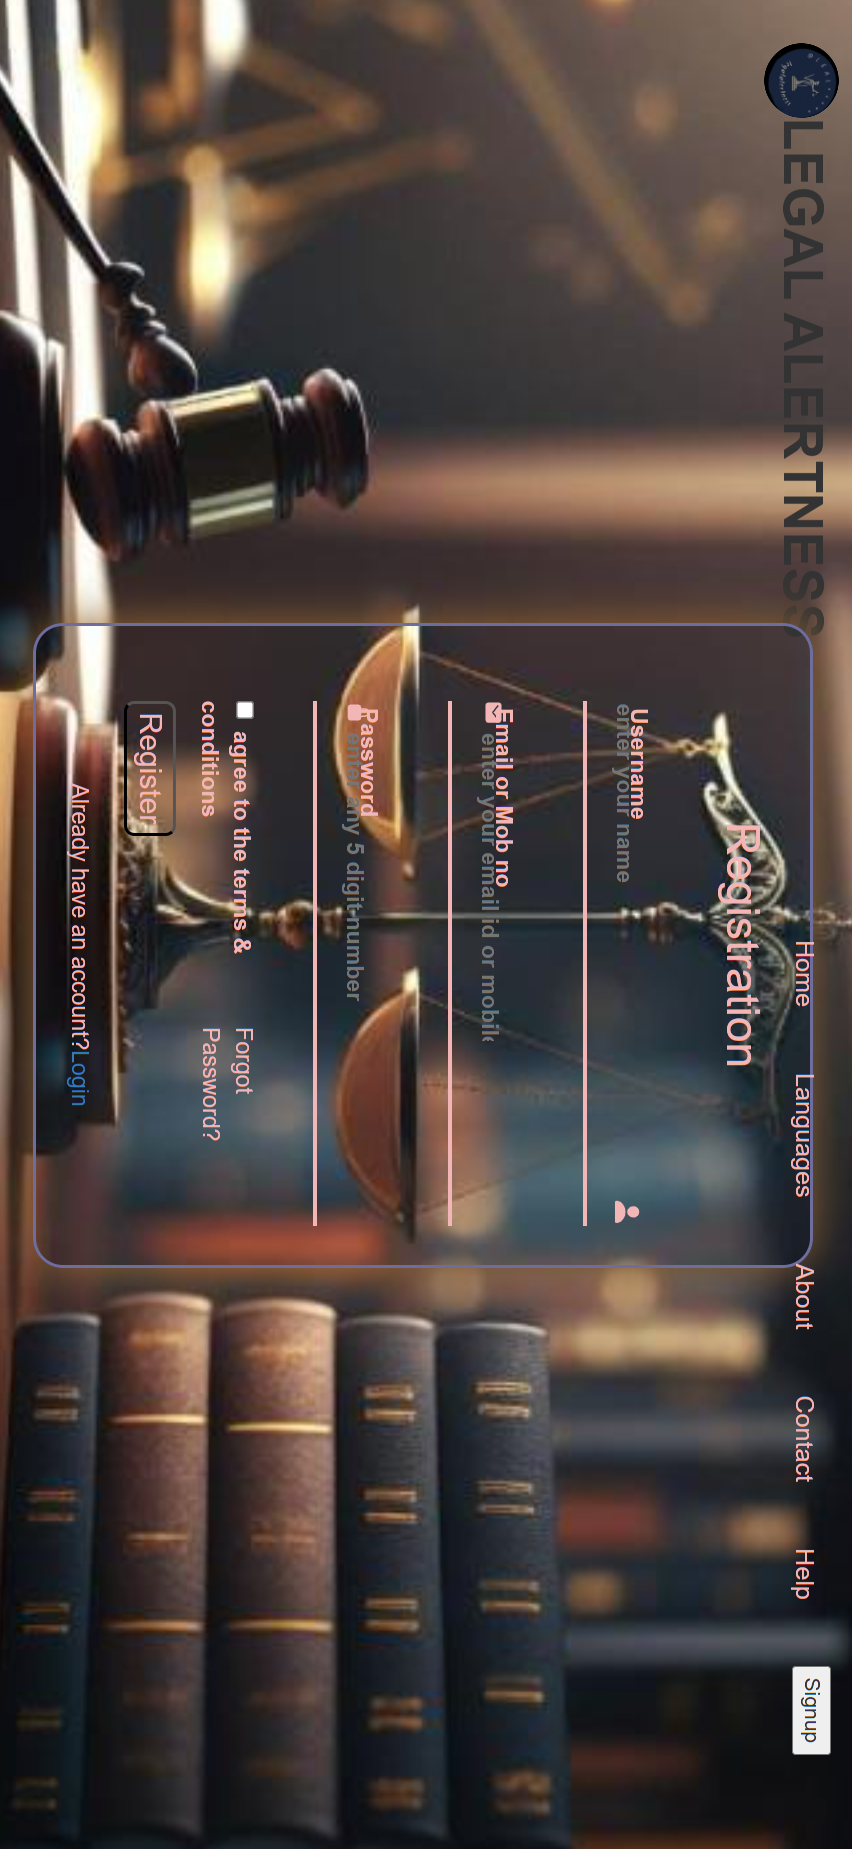 LEGAL ALERTNESS
Home
Languages
About
Contact
Help
Signup
Registration
Username
enter your name
Email or Mob no
enter your email id or mobile
Password
enter any 5 digit number
agree to the terms &
conditions
Forgot
Password?
Register
Already have an account?Login